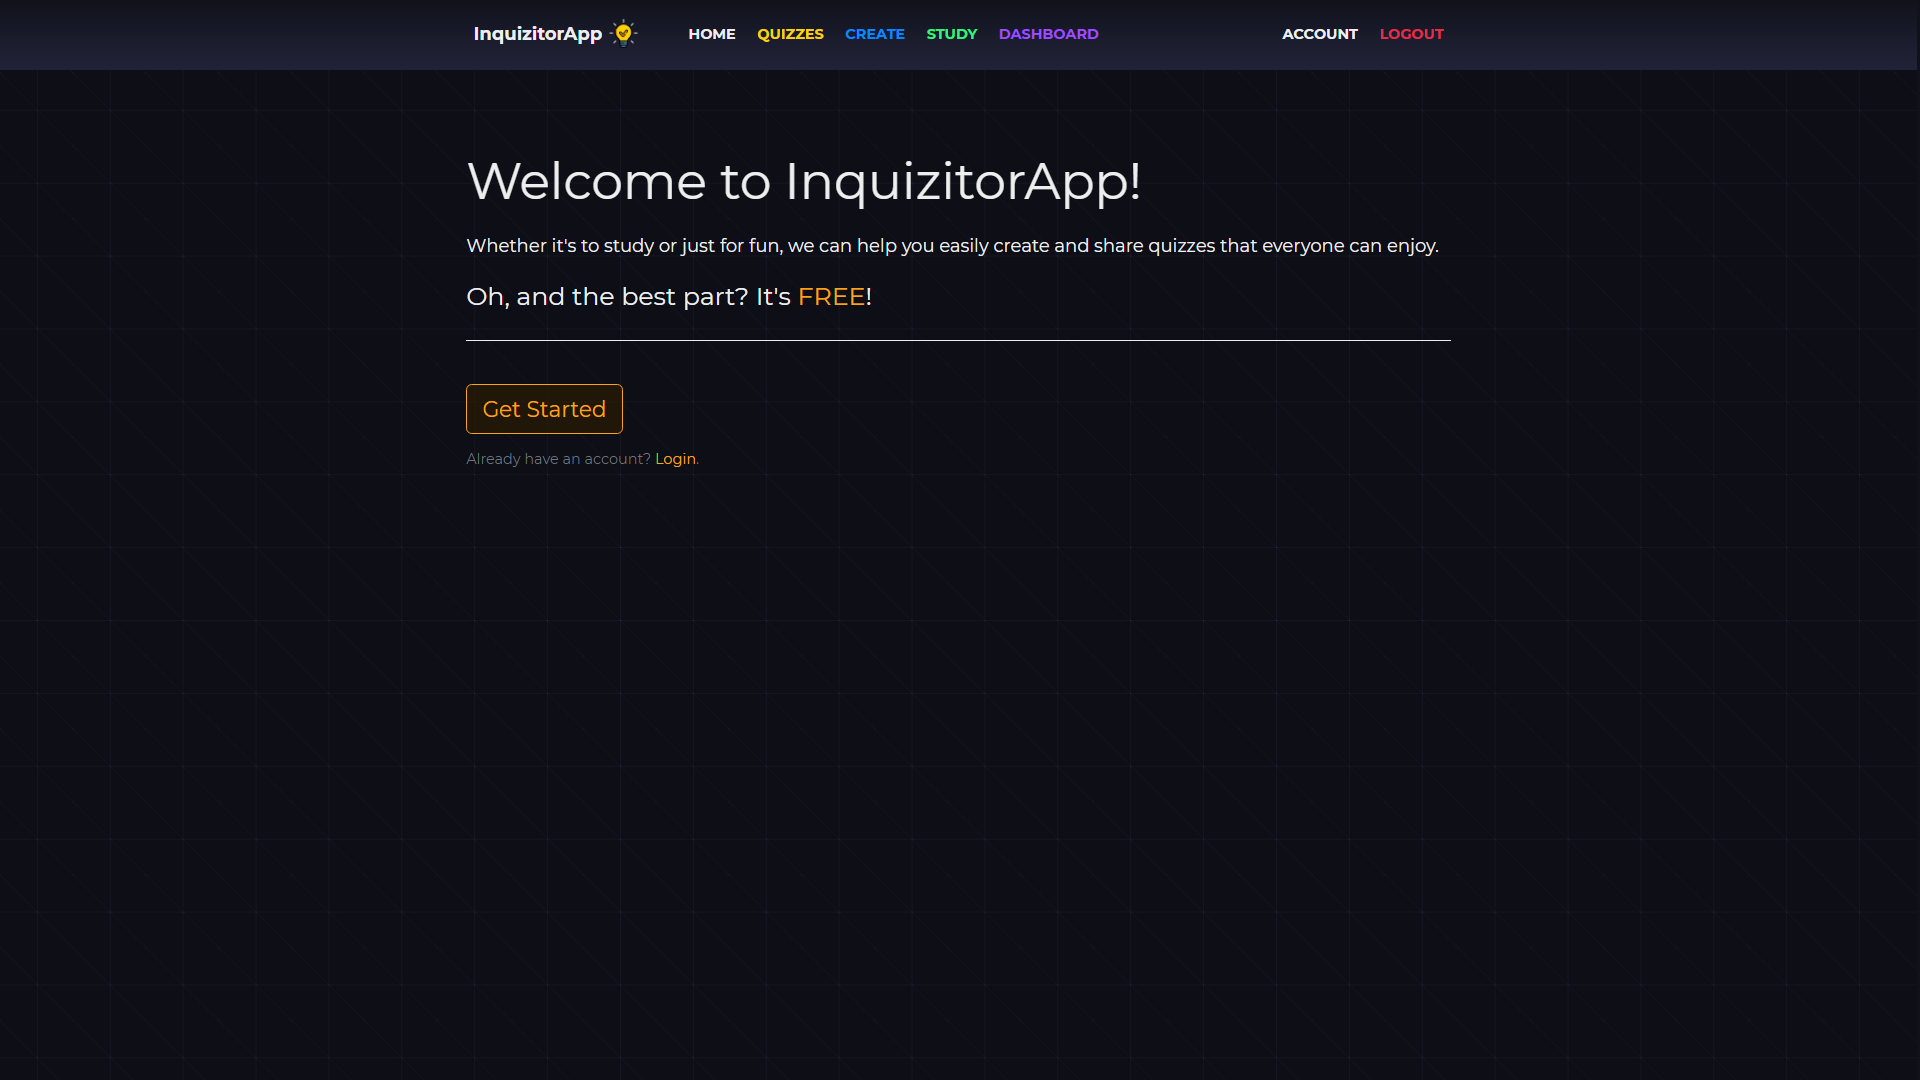 InquizitorApp HOME QUIZZES CREATE STUDY DASHBOARD ACCOUNT LOGOUT
Welcome to InquizitorApp!
Whether it's to study or just for fun, we can help you easily create and share quizzes that everyone can enjoy.
Oh, and the best part? It's FREE!
Get Started
Already have an account? Login.